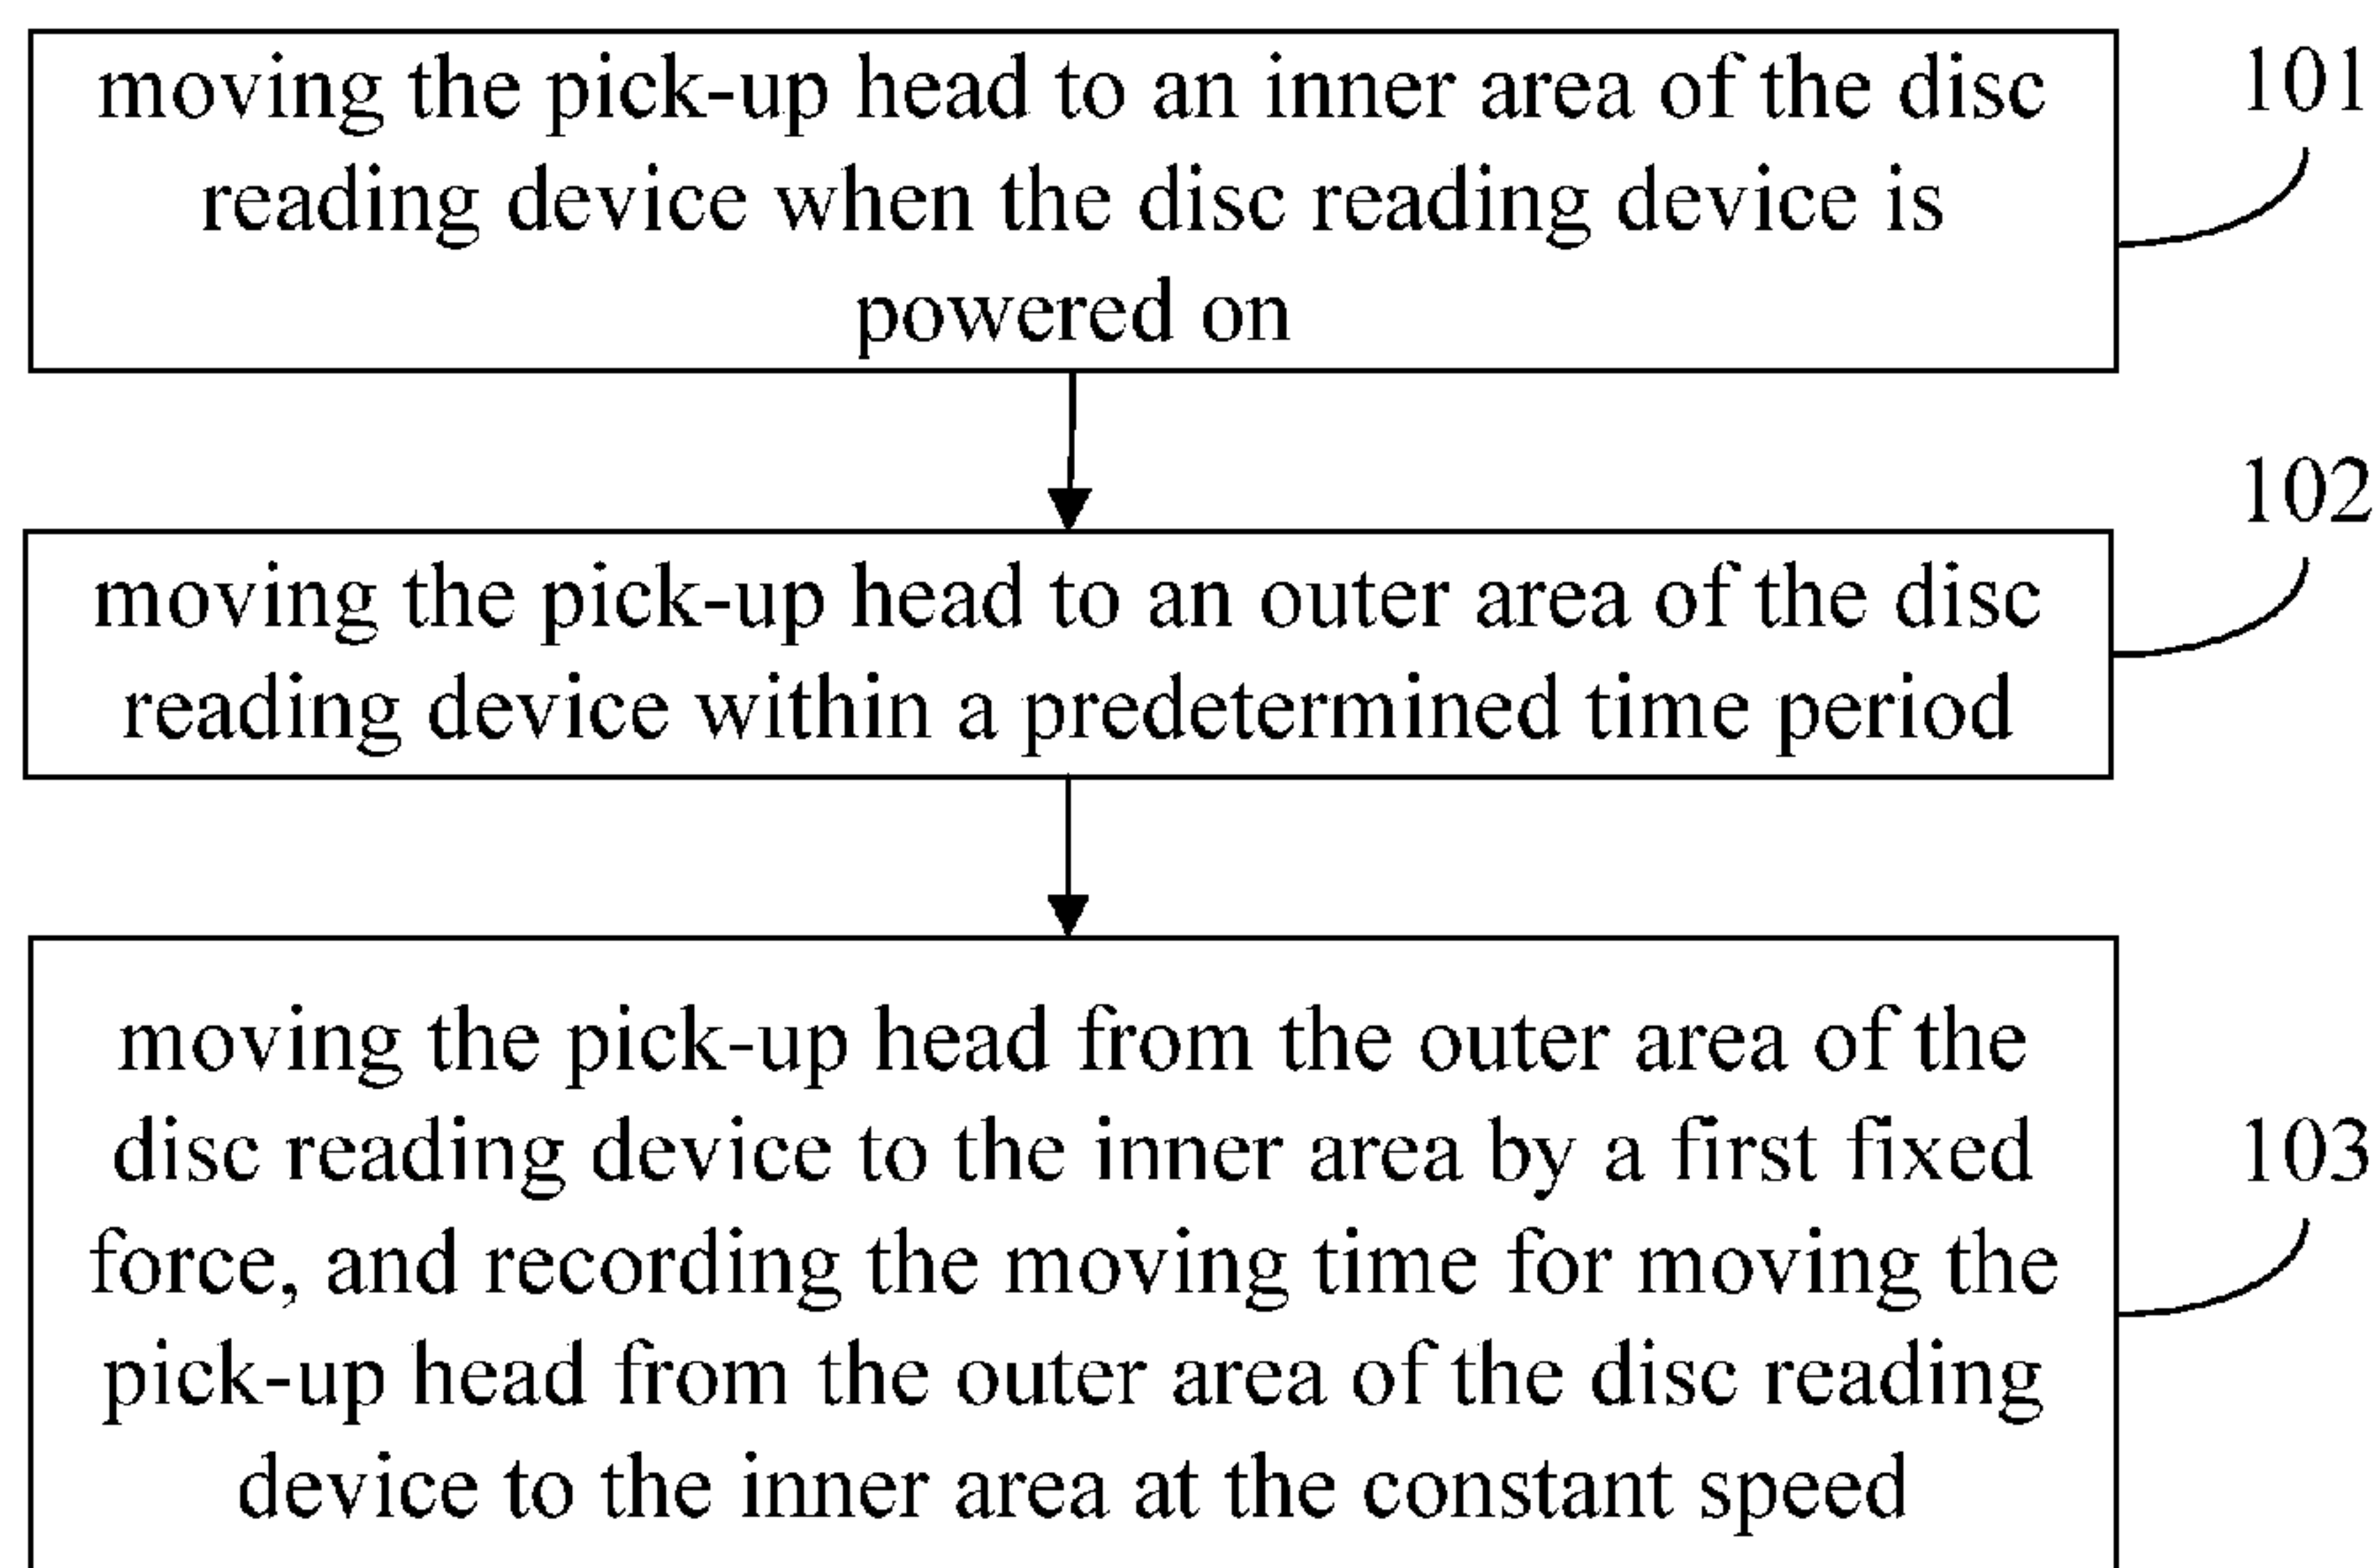 moving the pick-up head to an inner area of the disc
reading device when the disc reading device is
powered on
101
102
moving the pick-up head to an outer area of the disc
reading device within a predetermined time period
moving the pick-up head from the outer area of the
disc reading device to the inner area by a first fixed
force, and recording the moving time for moving the
pick-up head from the outer area of the disc reading
device to the inner area at the constant speed
103